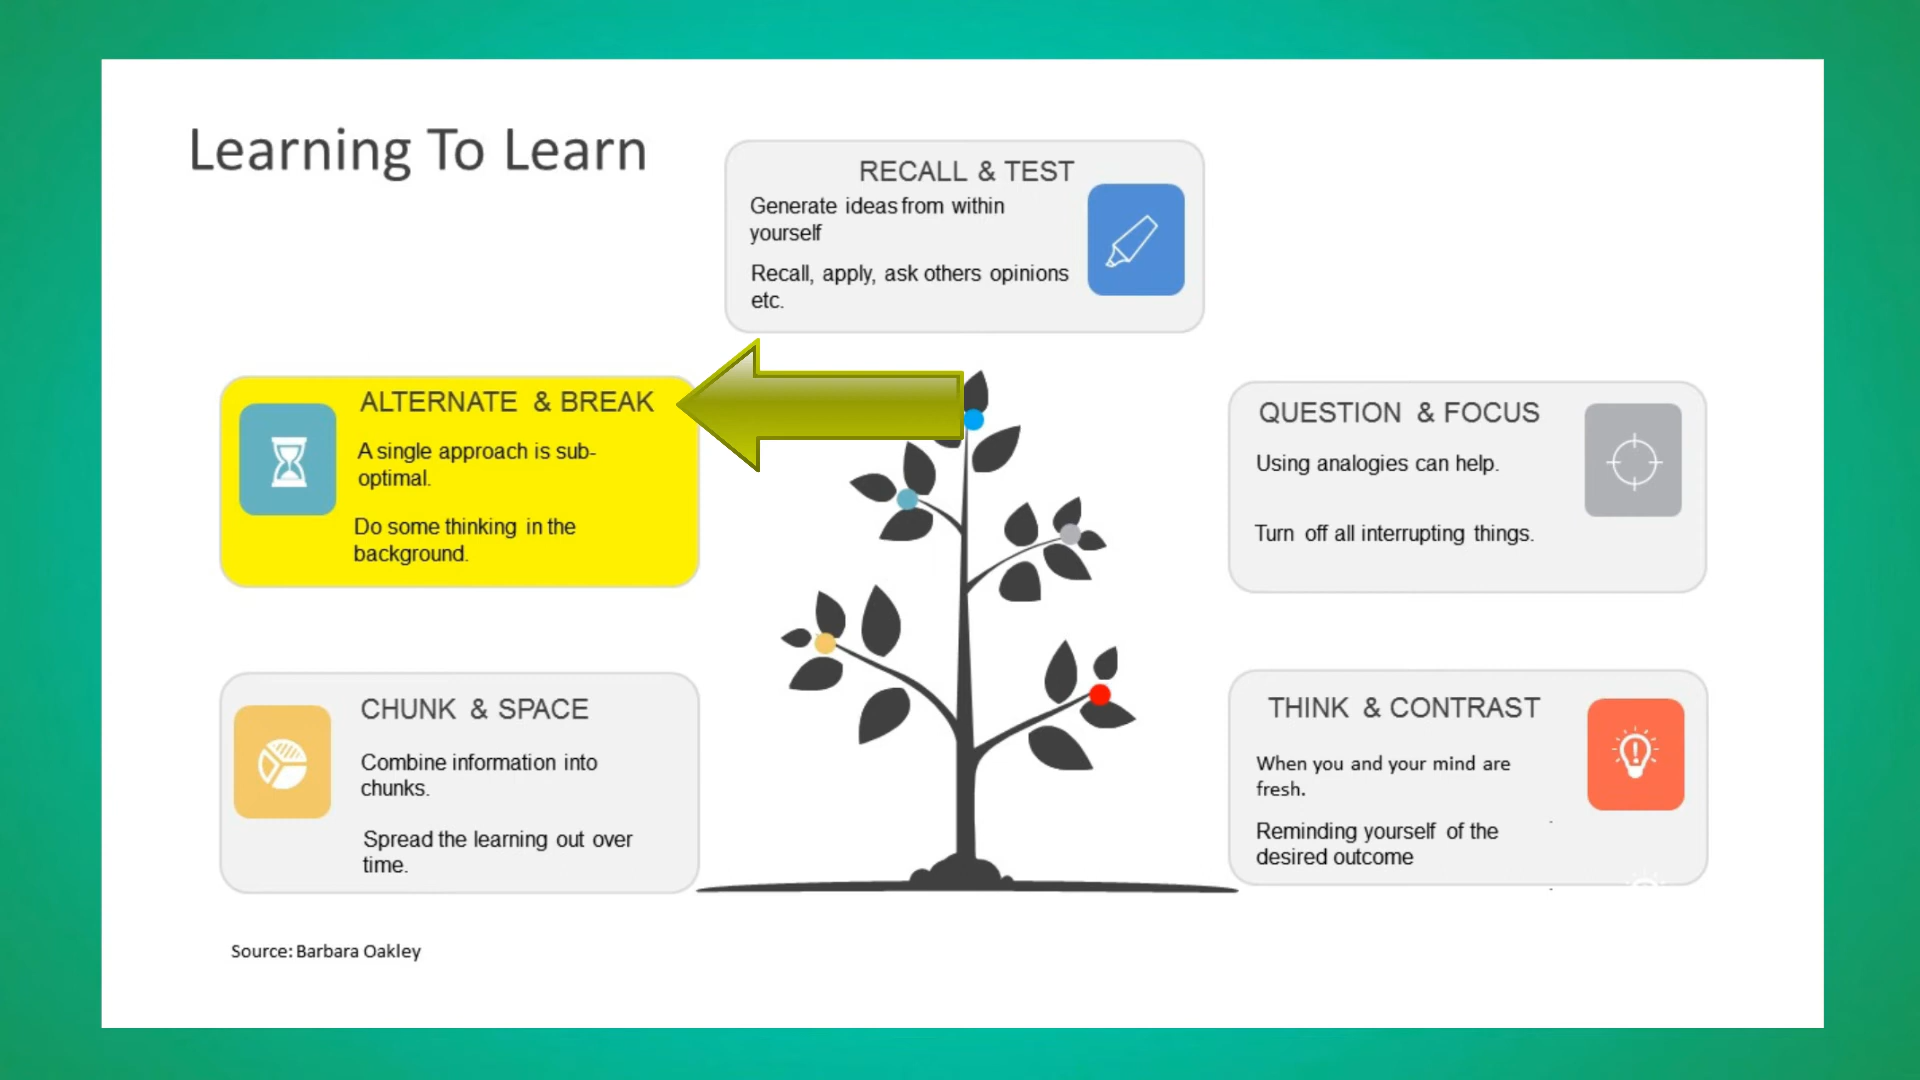 Learning To Learn
RECALL & TEST
Generate ideas from within
yourself
Recall, apply, ask others opinions
etc.
ALTERNATE & BREAK
A single approach is sub-
optimal.
Do some thinking in the
background.
QUESTION & FOCUS
Using analogies can help.
Turn off all interrupting things.
CHUNK & SPACE
Combine information into
chunks.
Spread the learning out over
time.
THINK & CONTRAST
When you and your mind are
fresh.
Reminding yourself of the
desired outcome
Source: Barbara Oakley